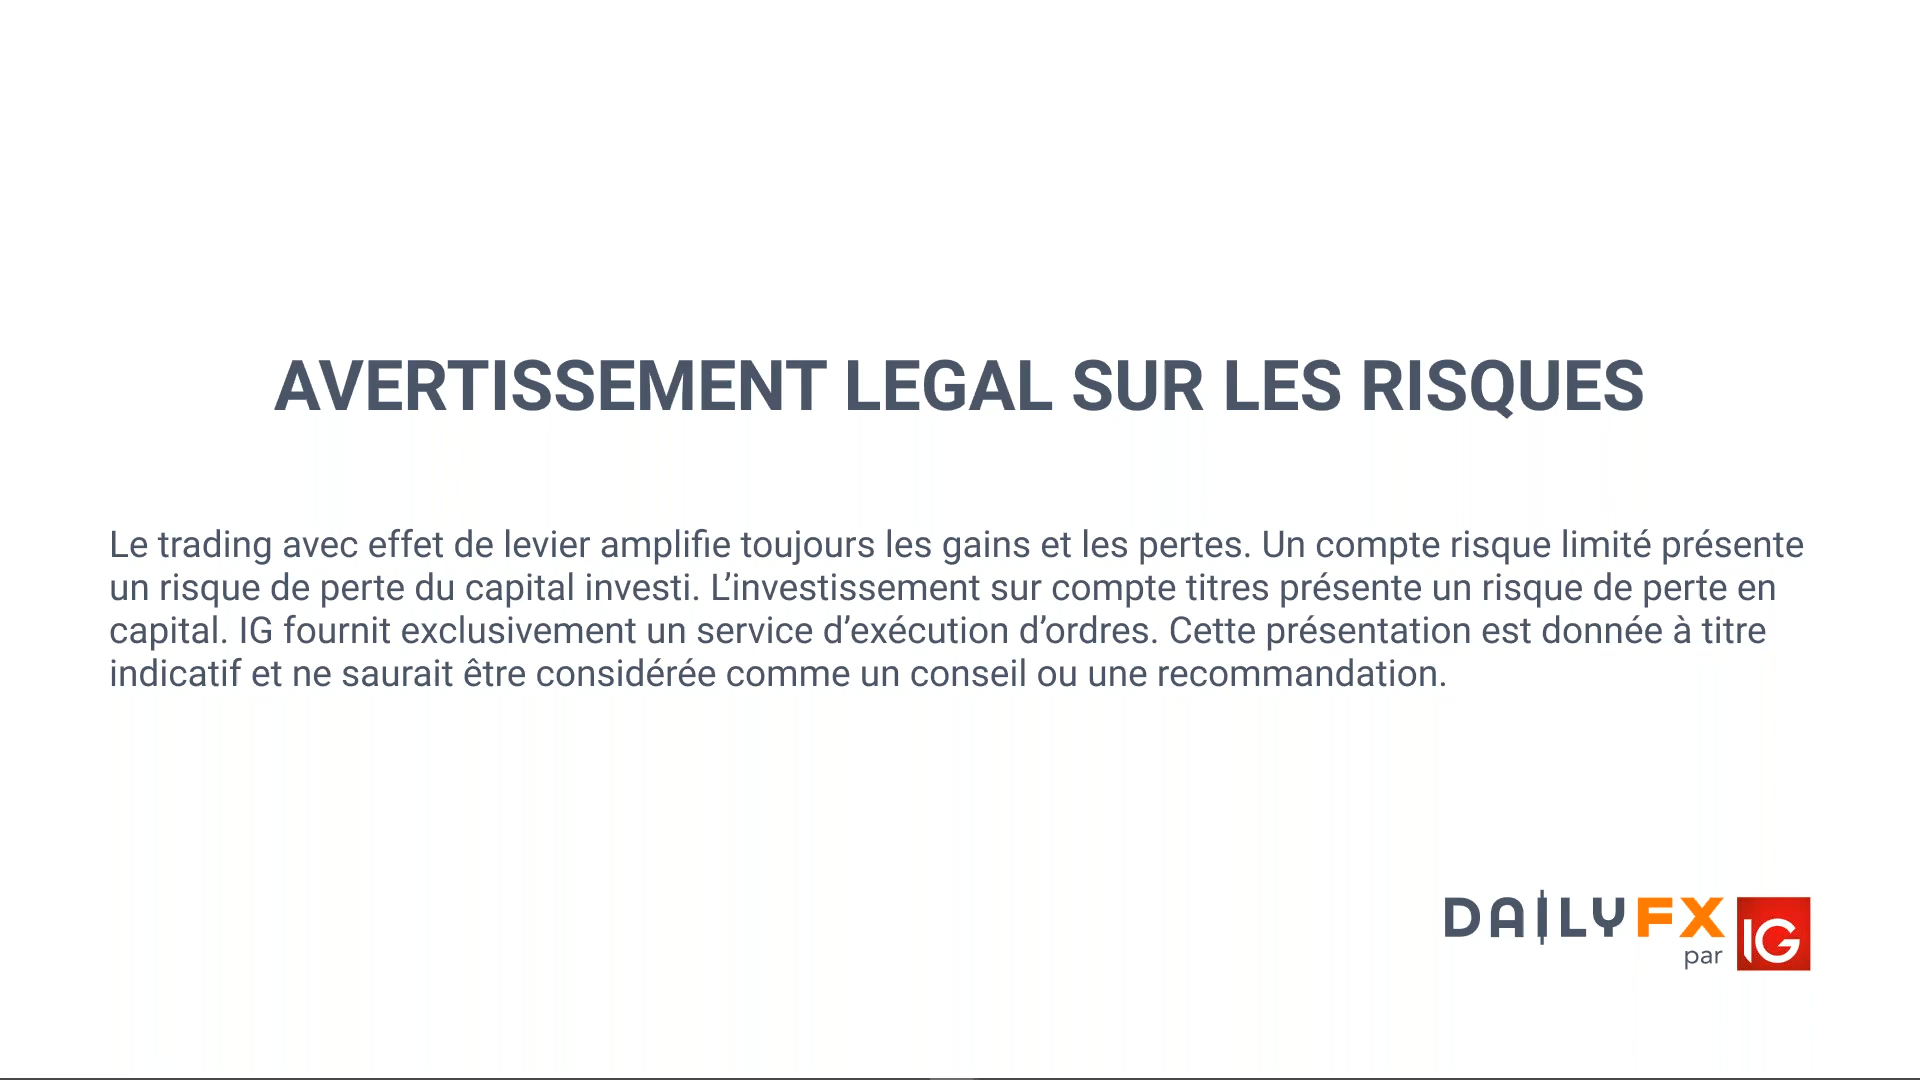 AVERTISSEMENT LEGAL SUR LES RISQUES
Le trading avec effet de levier amplifie toujours les gains et les pertes. Un compte risque limité présente
un risque de perte du capital investi. L’investissement sur compte titres présente un risque de perte en
capital. IG fournit exclusivement un service d’exécution d’ordres. Cette présentation est donnée à titre
indicatif et ne saurait être considérée comme un conseil ou une recommandation.
DAILYFX
par IG